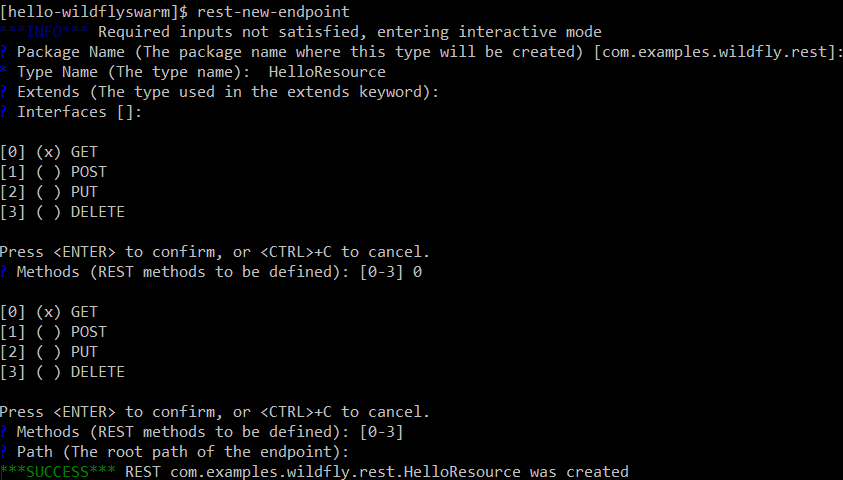 [hello-wildflyswarm]$ rest-new-endpoint
***INFO*** Required inputs not satisfied, entering interactive mode
? Package Name (The package name where this type will be created) [com.examples.wildfly.rest]:
* Type Name (The type name):  HelloResource
? Extends (The type used in the extends keyword):
? Interfaces []:
[0] (x) GET
[1] ( ) POST
[2] ( ) PUT
[3] ( ) DELETE
Press <ENTER> to confirm, or <CTRL>+C to cancel.
? Methods (REST methods to be defined): [0-3] 0
[0] (x) GET
[1] ( ) POST
[2] ( ) PUT
[3] ( ) DELETE
Press <ENTER> to confirm, or <CTRL>+C to cancel.
? Methods (REST methods to be defined): [0-3]
? Path (The root path of the endpoint):
***SUCCESS*** REST com.examples.wildfly.rest.HelloResource was created